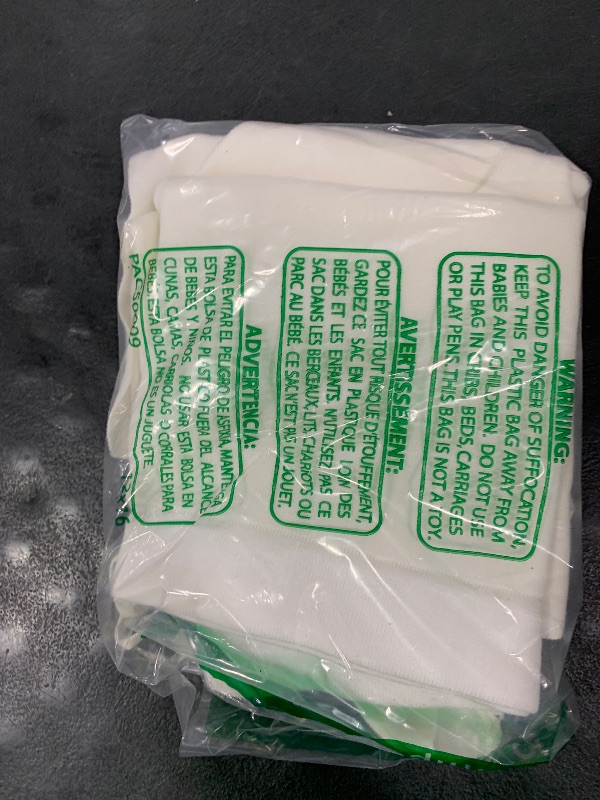 WARNING:
TO AVOID DANGER OF SUFFOCATION,
KEEP THIS PLASTIC BAG AWAY FROM
BABIES AND CHILDREN. DO NOT USE
THIS BAG IN CRIBS, BEDS, CARRIAGES
OR PLAY PENS. THIS BAG IS NOT A TOY.
AVERTISSEMENT:
POUR ÉVITER TOUT RISQUE D'ÉTOUFFEMENT,
GARDEZ CE SAC EN PLASTIQUE LOIN DES
BÉBÉS ET LES ENFANTS. N'UTILISEZ PAS CE
SAC DANS LES BERCEAUX, LITS, CHARIOTS OU
PARC AU BÉBÉ. CE SAC N'EST PAS UN JOUET.
ADVERTENCIA:
PARA EVITAR EL PELIGRO DE ASFIXIA, MANTENGA
ESTA BOLSA DE PLASTICO FUERA DEL ALCANCE
DE BEBES Y NIÑOS. NO USAR ESTA BOLSA EN
CUNAS, CAMAS, CARRIOLAS O CORRALES PARA
BEBES. ESTA BOLSA NO ES UN JUGUETE.